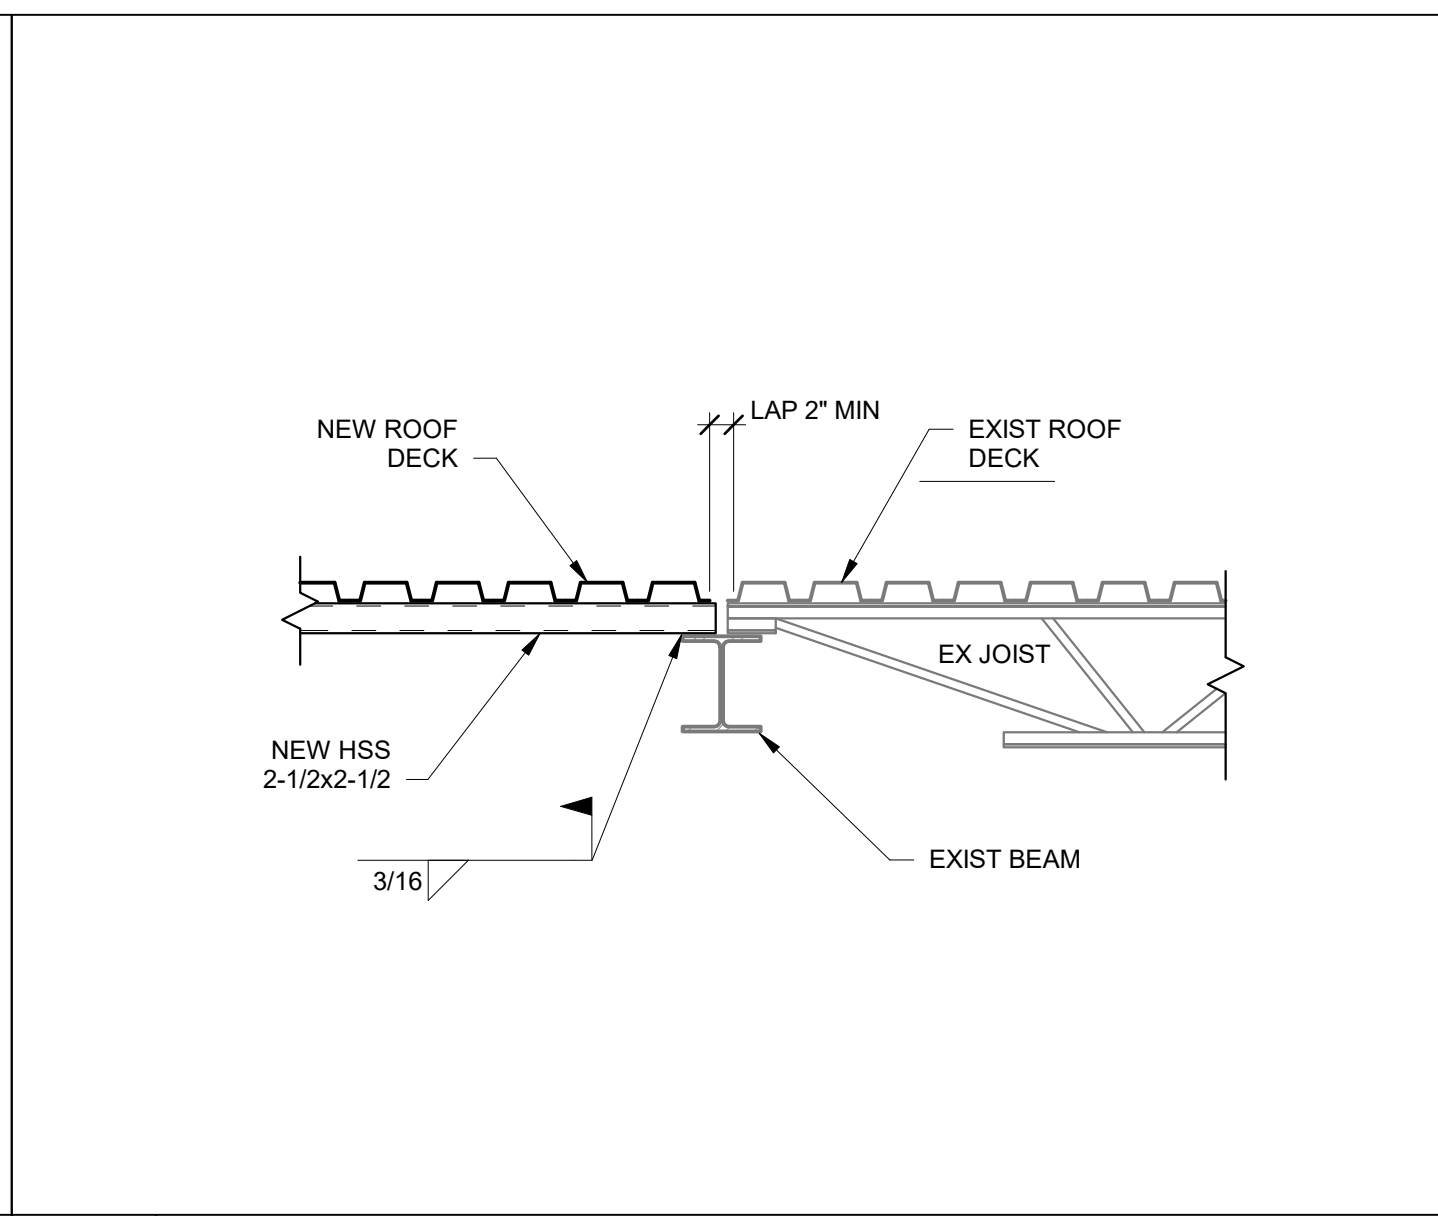 LAP 2" MIN
NEW ROOF
DECK
EXIST ROOF
DECK
EX JOIST
NEW HSS
2-1/2x2-1/2
EXIST BEAM
3/16